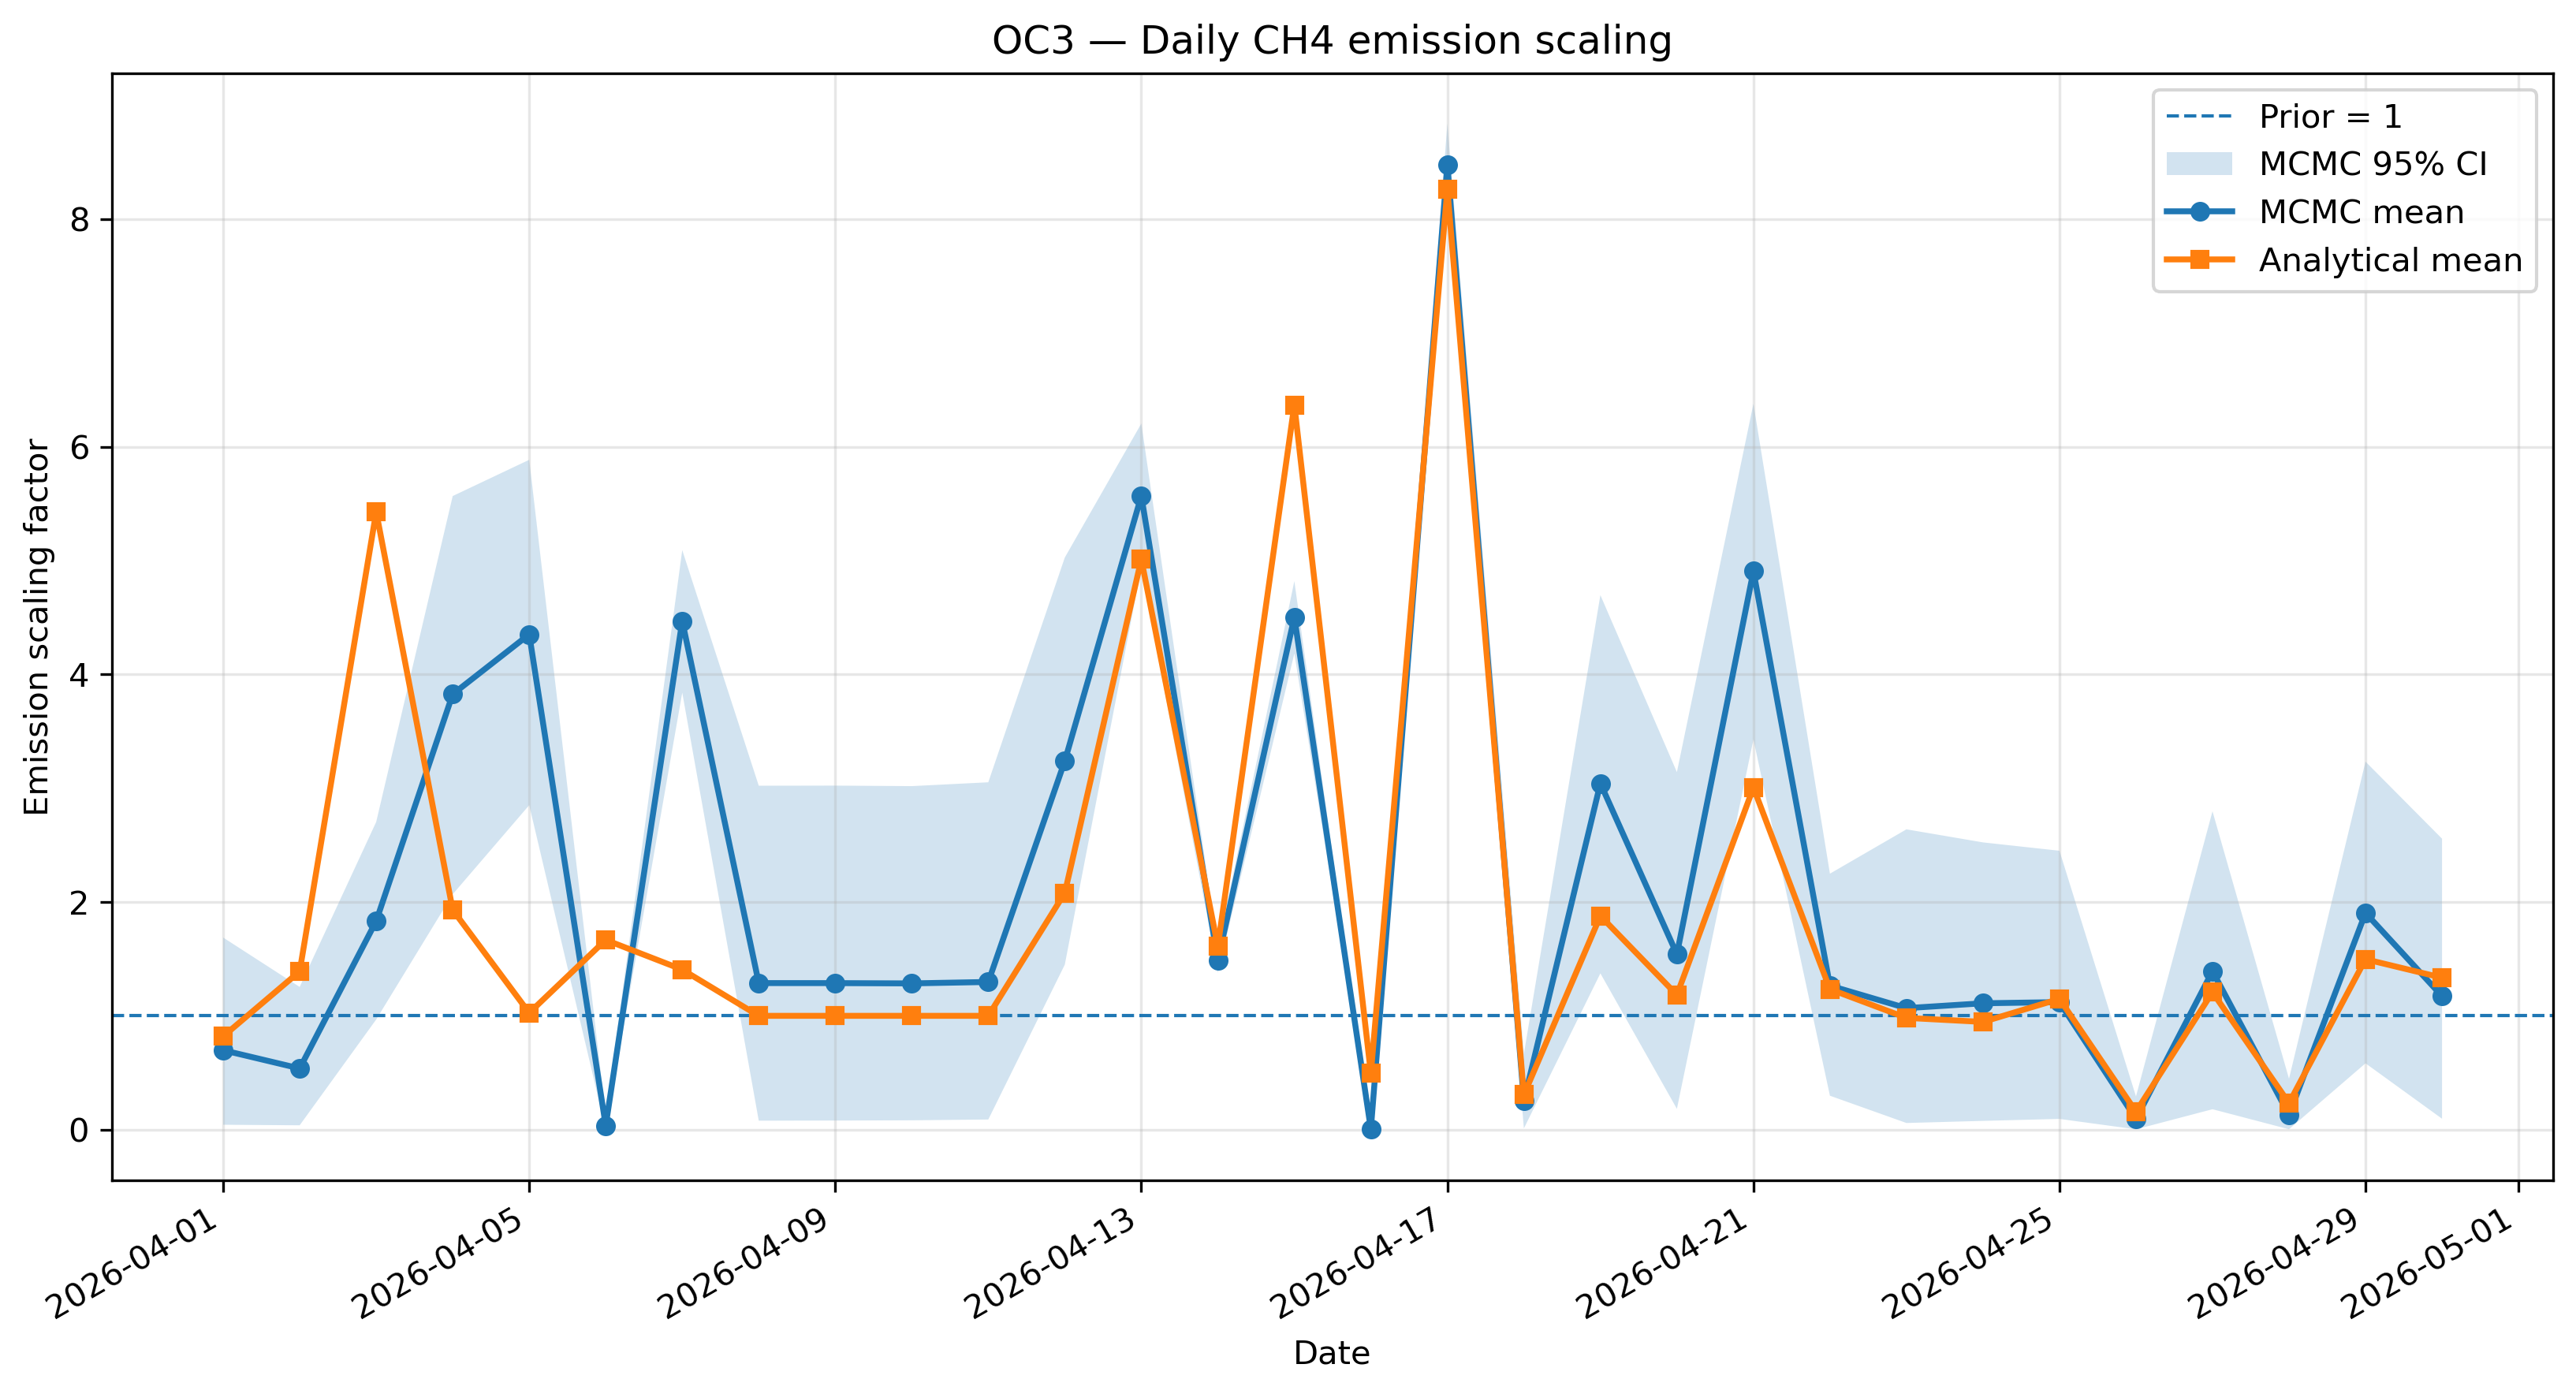 OC3 — Daily CH4 emission scaling
Prior = 1
MCMC 95% CI
MCMC mean
Analytical mean
Emission scaling factor
8
6
4
2
0
2026-04-01
2026-04-05
2026-04-09
2026-04-13
2026-04-17
2026-04-21
2026-04-25
2026-04-29
2026-05-01
Date